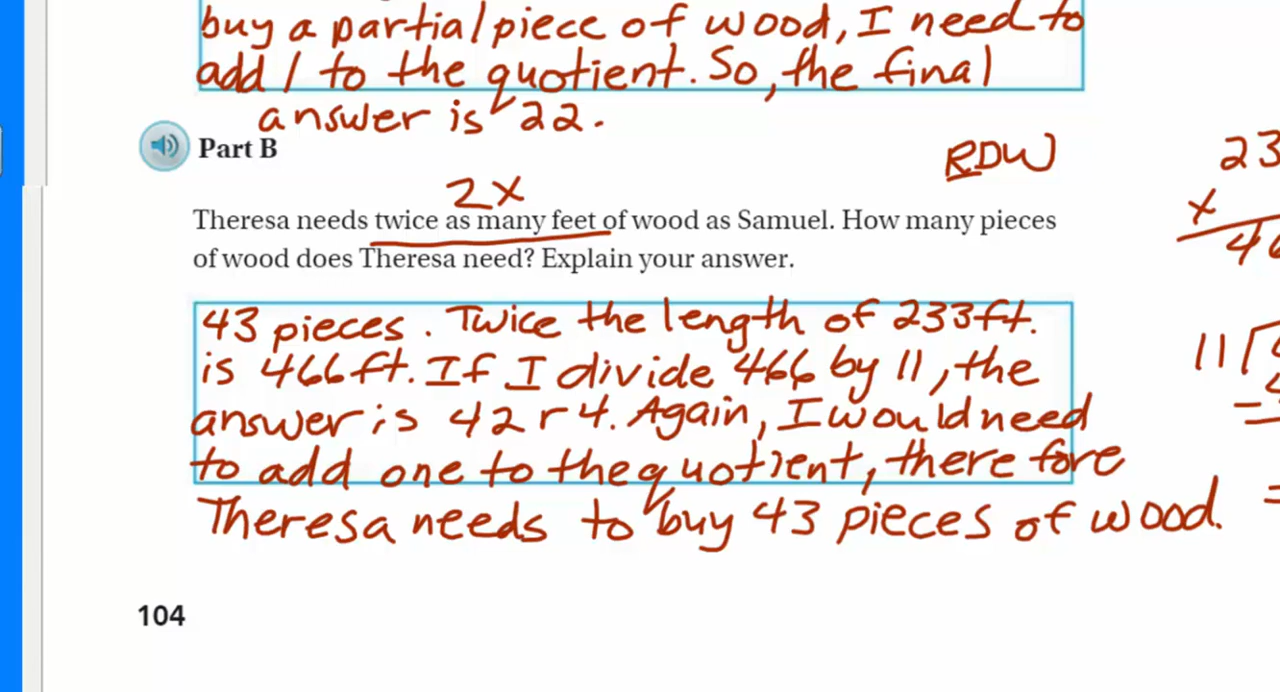 buy a partial piece of wood, I need to
add 1 to the quotient. So, the final
answer is 22.
Part B
RDW
2x
Theresa needs twice as many feet of wood as Samuel. How many pieces
of wood does Theresa need? Explain your answer.
23
x
4
43 pieces. Twice the length of 233ft.
is 466ft. If I divide 466 by 11, the
answer is 42 r 4. Again, I would need
to add one to the quotient, therefore
Theresa needs to buy 43 pieces of wood.
11
104